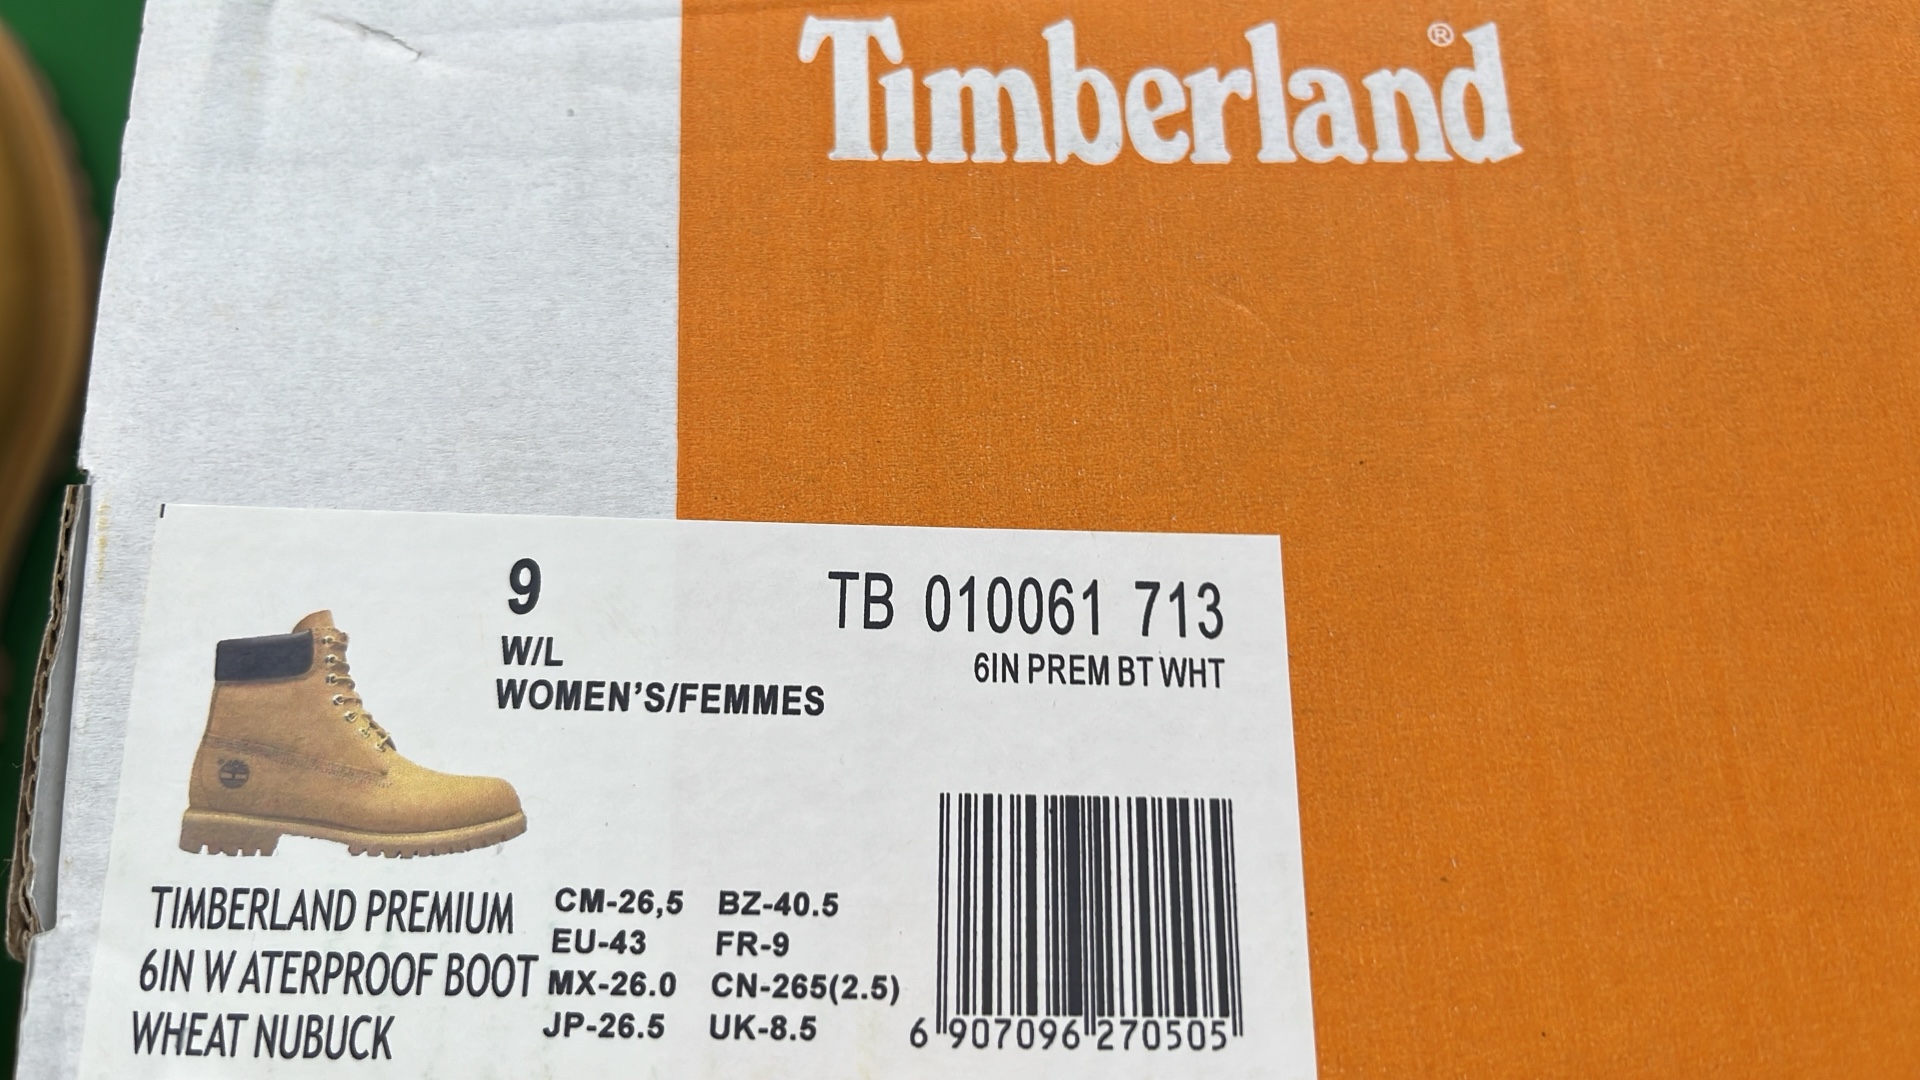 Timberland®
9
W/L
WOMEN'S/FEMMES
TB 010061 713
6IN PREM BT WHT
TIMBERLAND PREMIUM
6IN W ATERPROOF BOOT
WHEAT NUBUCK
CM-26,5 BZ-40.5
EU-43 FR-9
MX-26.0 CN-265(2.5)
JP-26.5 UK-8.5
6 907096 270505